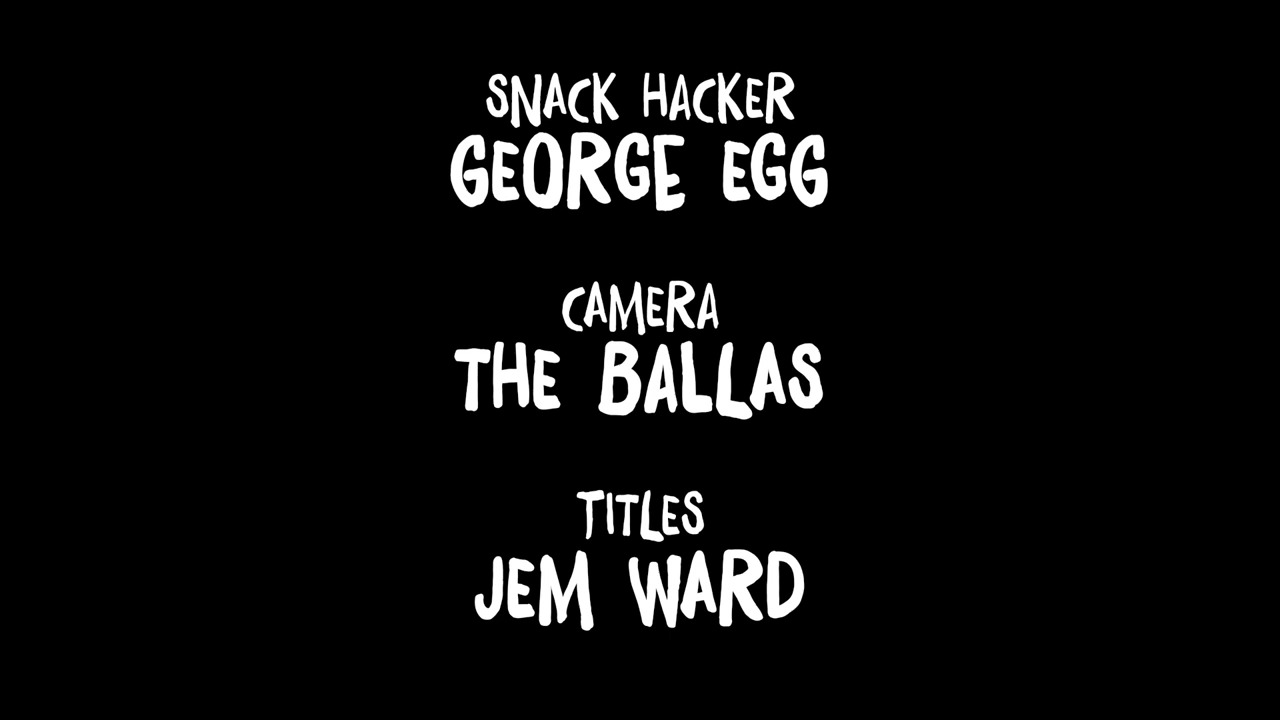 SNACK HACKER
GEORGE EGG
CAMERA
THE BALLAS
TITLES
JEM WARD